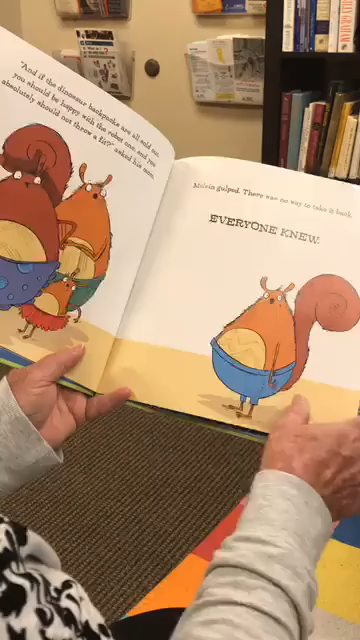 "And if the dinosaur backpacks are all sold out,
you should be happy with the robot one, and you
absolutely should not throw a fit?" asked his mom.
Melvin gulped. There was no way to take it back.
EVERYONE KNEW.